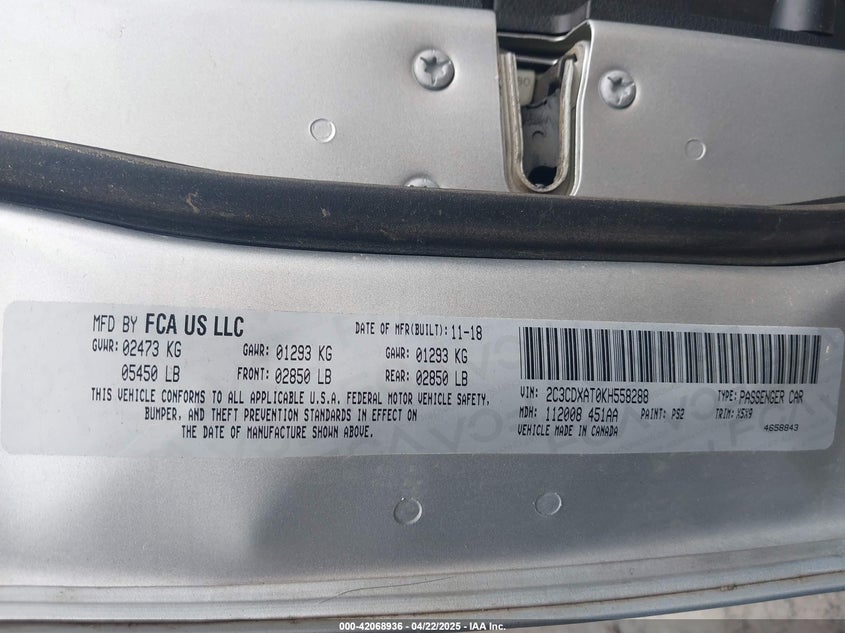 MFD BY FCA US LLC
DATE OF MFR(BUILT): 11-18
GVWR: 02473 KG GAWR: 01293 KG GAWR: 01293 KG
05450 LB FRONT: 02850 LB REAR: 02850 LB
THIS VEHICLE CONFORMS TO ALL APPLICABLE U.S.A. FEDERAL MOTOR VEHICLE SAFETY,
BUMPER, AND THEFT PREVENTION STANDARDS IN EFFECT ON
THE DATE OF MANUFACTURE SHOWN ABOVE.
VIN: 2C3CDXAT0KH558288 TYPE: PASSENGER CAR
MDH: 112008 451AA PAINT: PS2 TRIM: X5X9
VEHICLE MADE IN CANADA 4658843
000-42068936 - 04/22/2025 - IAA Inc.